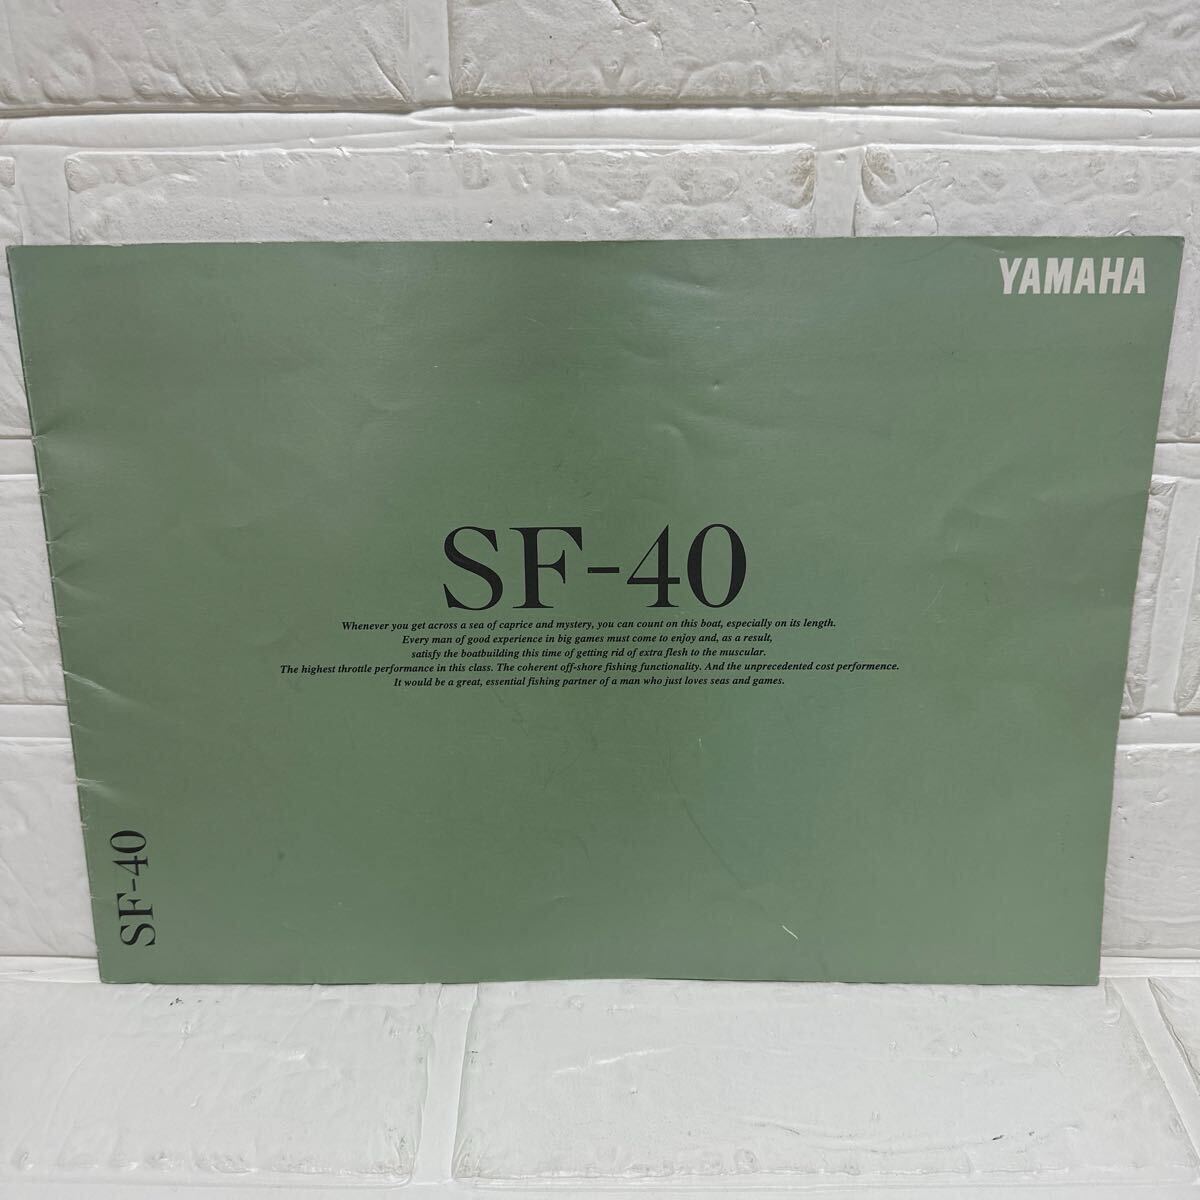 YAMAHA
SF-40
Whenever you get across a sea of caprice and mystery, you can count on this boat, especially on its length.
Every man of good experience in big games must come to enjoy and, as a result,
satisfy the boatbuilding this time of getting rid of extra flesh to the muscular.
The highest throttle performance in this class. The coherent off-shore fishing functionality. And the unprecedented cost performence.
It would be a great, essential fishing partner of a man who just loves seas and games.
SF-40